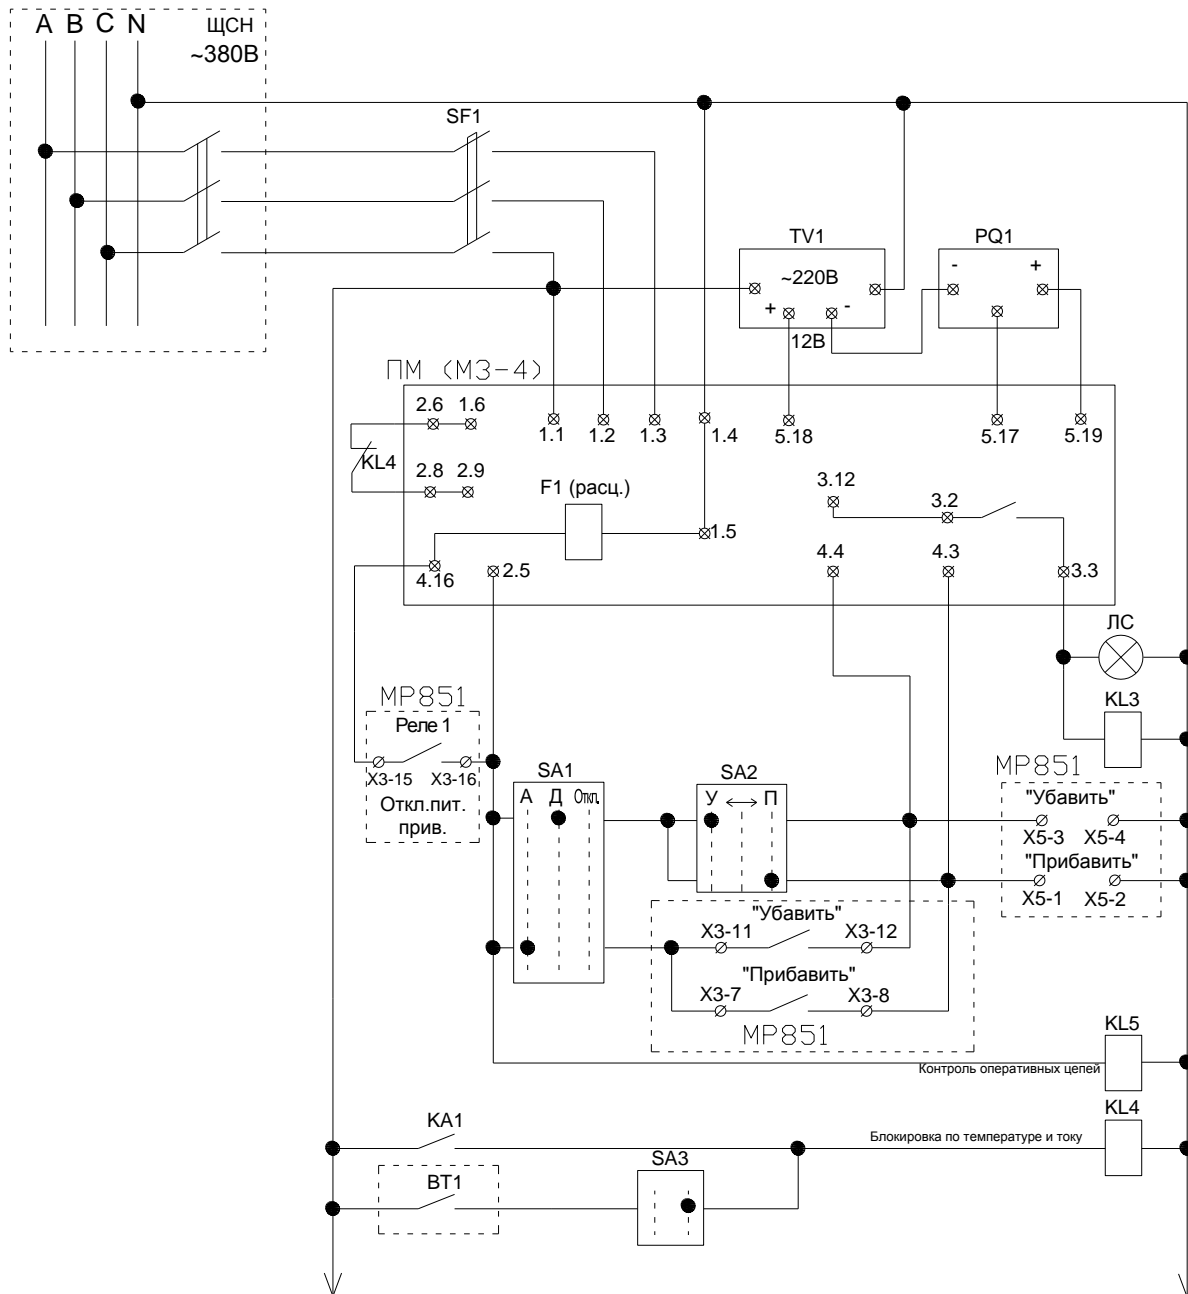 A B C N ЩСН
~380В
SF1
TV1
PQ1
~220В
- +
+ -
12В
ПМ (МЗ-4)
2.6 1.6
1.1 1.2 1.3 1.4 5.18 5.17 5.19
KL4
2.8 2.9
F1 (расц.)
3.12
3.2
1.5
4.16
2.5
4.4
4.3
3.3
ЛС
KL3
МР851
Реле 1
X3-15 X3-16
Откл.пит.
прив.
SA1
А Д Откл.
SA2
У П
МР851
"Убавить"
X5-3 X5-4
"Прибавить"
X5-1 X5-2
"Убавить"
X3-11 X3-12
"Прибавить"
X3-7 X3-8
МР851
KL5
Контроль оперативных цепей
KL4
KA1
Блокировка по температуре и току
BT1
SA3